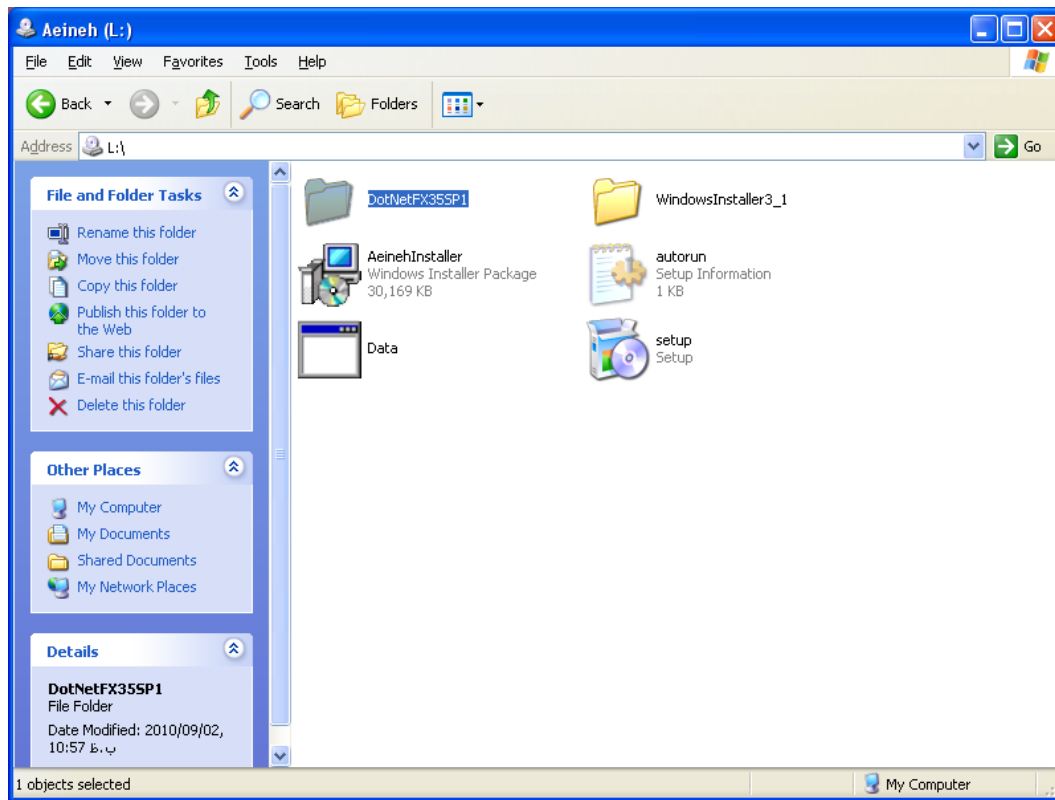 Aeineh (L:)
File Edit View Favorites Tools Help
Back Search Folders
Address L:\ Go
File and Folder Tasks
Rename this folder
Move this folder
Copy this folder
Publish this folder to
the Web
Share this folder
E-mail this folder's files
Delete this folder
Other Places
My Computer
My Documents
Shared Documents
My Network Places
Details
DotNetFX35SP1
File Folder
Date Modified: 2010/09/02,
10:57 ب.ظ
DotNetFX35SP1
WindowsInstaller3_1
AeinehInstaller
Windows Installer Package
30,169 KB
autorun
Setup Information
1 KB
Data
setup
Setup
1 objects selected
My Computer